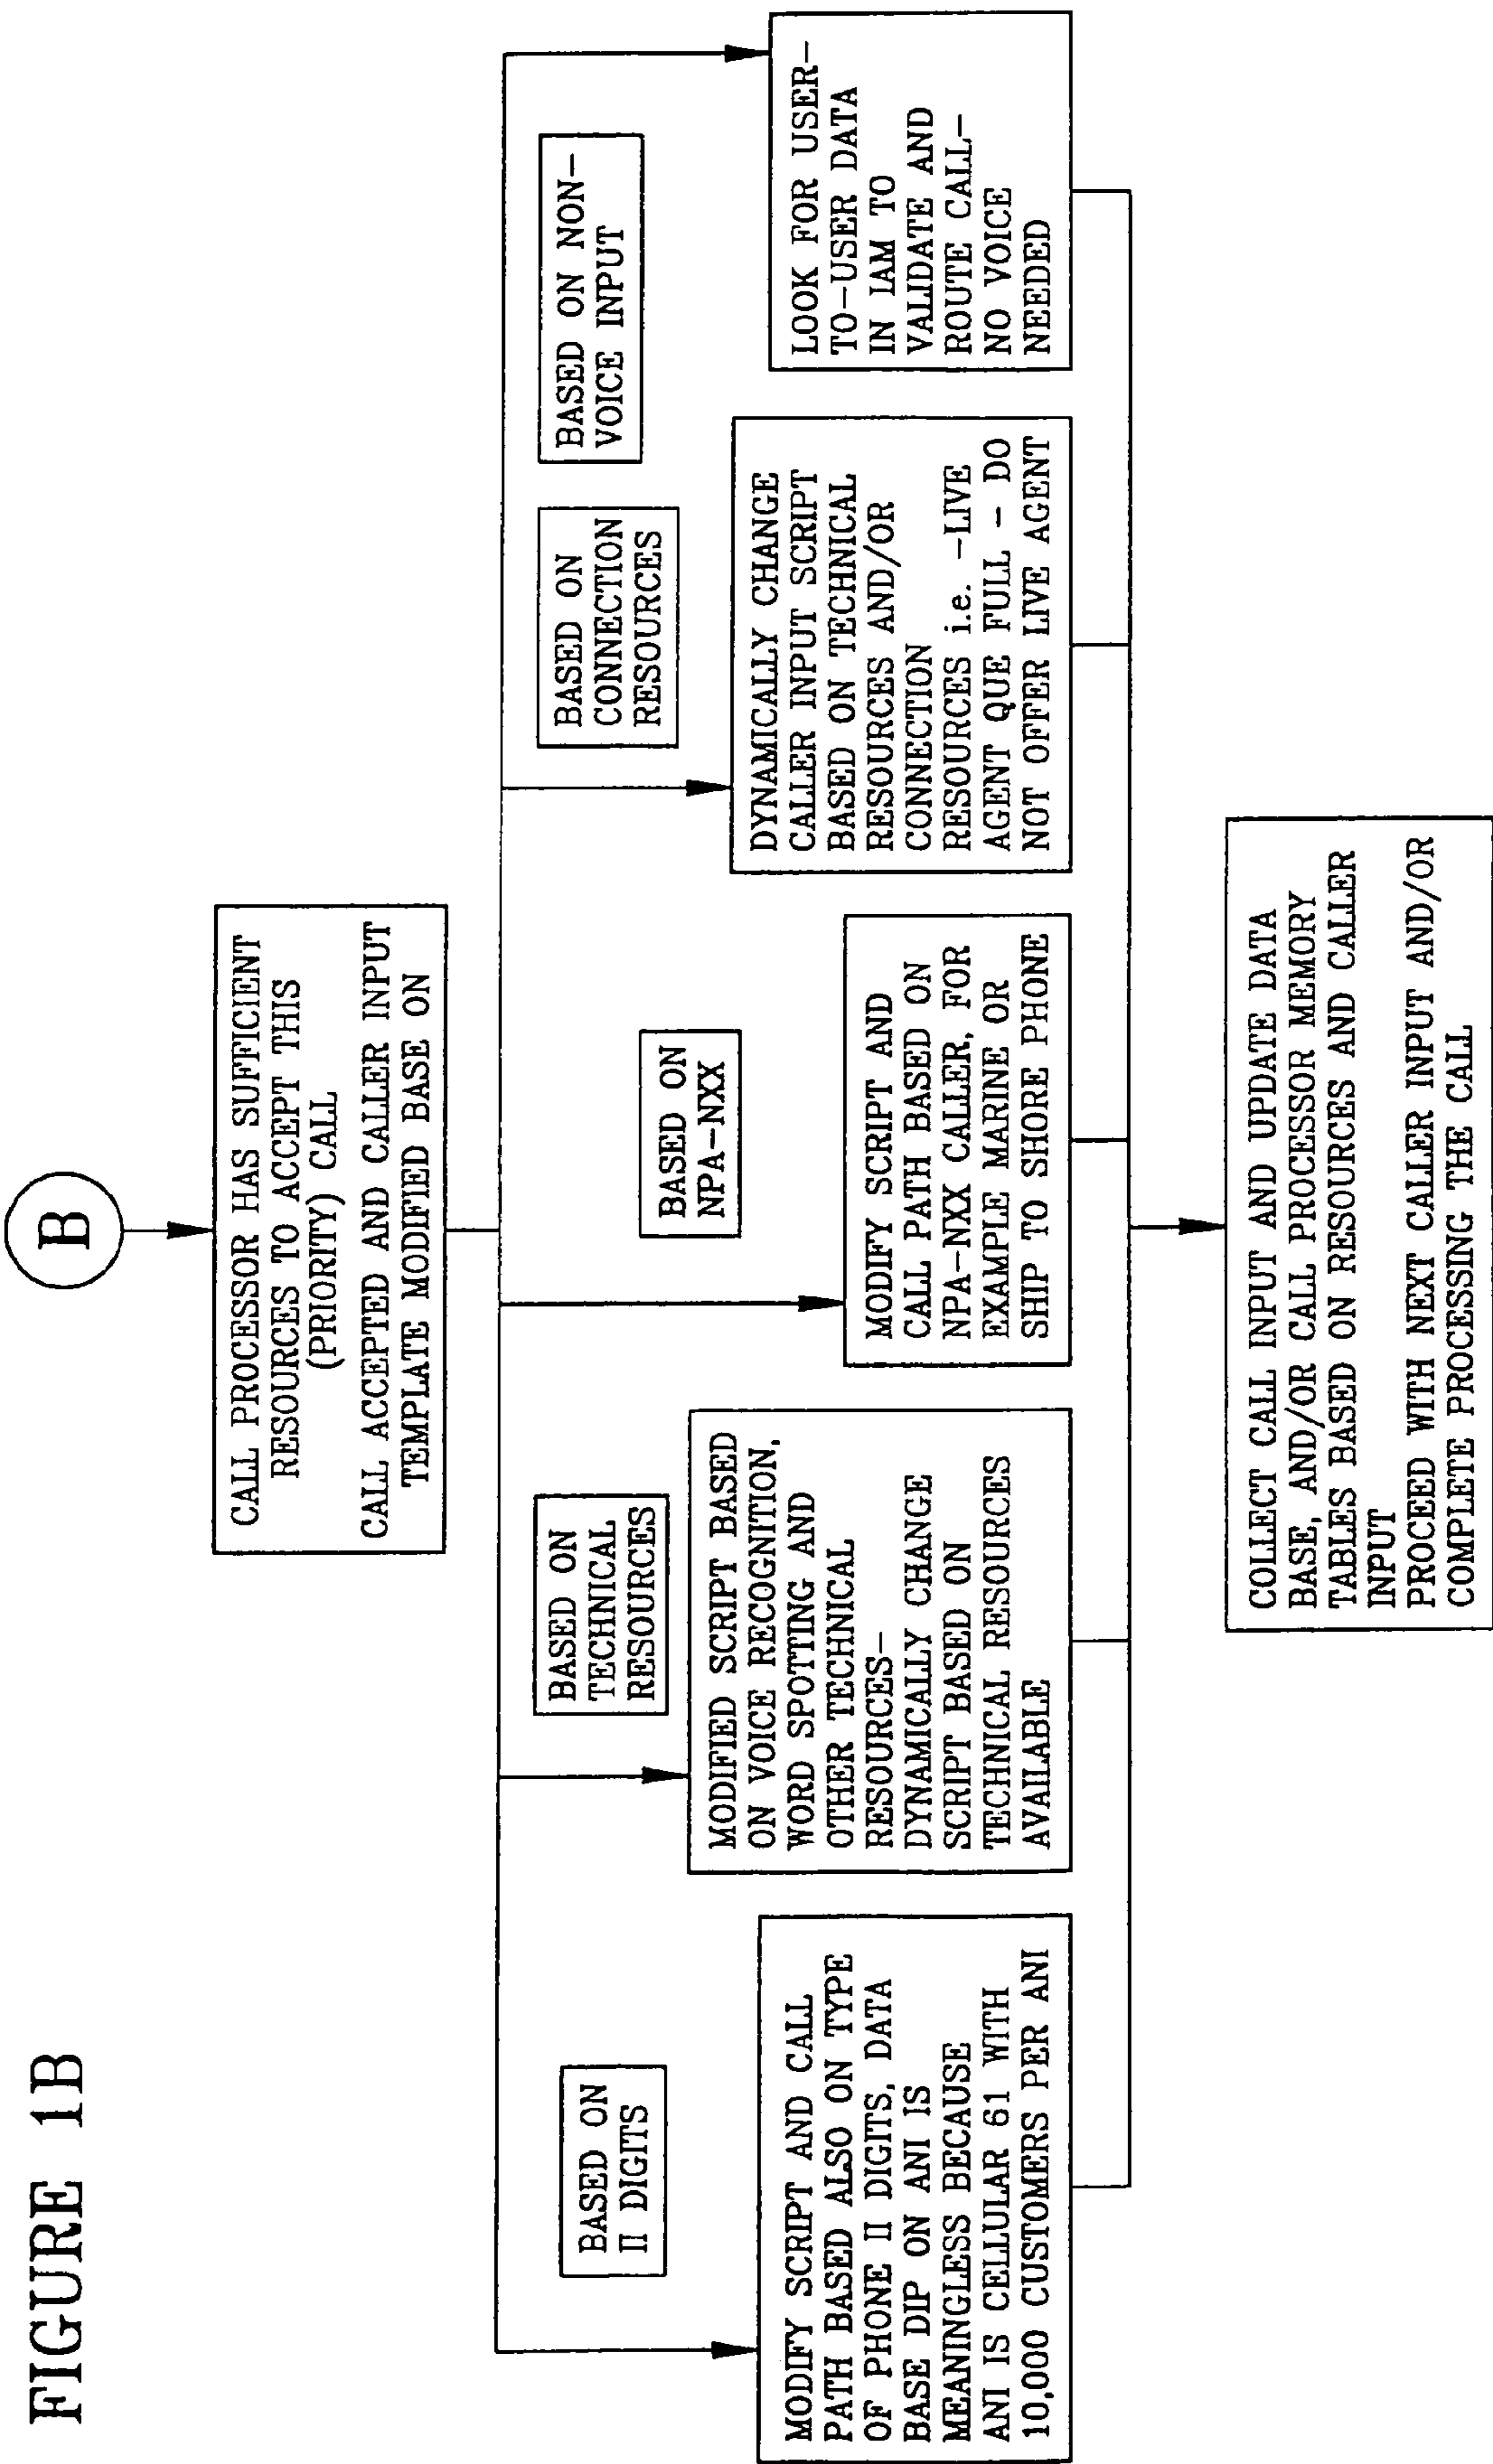 FIGURE 1B
B
CALL PROCESSOR HAS SUFFICIENT
RESOURCES TO ACCEPT THIS
(PRIORITY) CALL
CALL ACCEPTED AND CALLER INPUT
TEMPLATE MODIFIED BASE ON
BASED ON
II DIGITS
MODIFY SCRIPT AND CALL
PATH BASED ALSO ON TYPE
OF PHONE II DIGITS, DATA
BASE DIP ON ANI IS
MEANINGLESS BECAUSE
ANI IS CELLULAR 61 WITH
10,000 CUSTOMERS PER ANI
BASED ON
TECHNICAL
RESOURCES
MODIFIED SCRIPT BASED
ON VOICE RECOGNITION,
WORD SPOTTING AND
OTHER TECHNICAL
RESOURCES-
DYNAMICALLY CHANGE
SCRIPT BASED ON
TECHNICAL RESOURCES
AVAILABLE
BASED ON
NPA-NXX
MODIFY SCRIPT AND
CALL PATH BASED ON
NPA-NXX CALLER, FOR
EXAMPLE MARINE OR
SHIP TO SHORE PHONE
BASED ON
CONNECTION
RESOURCES
DYNAMICALLY CHANGE
CALLER INPUT SCRIPT
BASED ON TECHNICAL
RESOURCES AND/OR
CONNECTION
RESOURCES i.e. -LIVE
AGENT QUE FULL - DO
NOT OFFER LIVE AGENT
BASED ON NON-
VOICE INPUT
LOOK FOR USER-
TO-USER DATA
IN IAM TO
VALIDATE AND
ROUTE CALL-
NO VOICE
NEEDED
COLLECT CALL INPUT AND UPDATE DATA
BASE, AND/OR CALL PROCESSOR MEMORY
TABLES BASED ON RESOURCES AND CALLER
INPUT
PROCEED WITH NEXT CALLER INPUT AND/OR
COMPLETE PROCESSING THE CALL